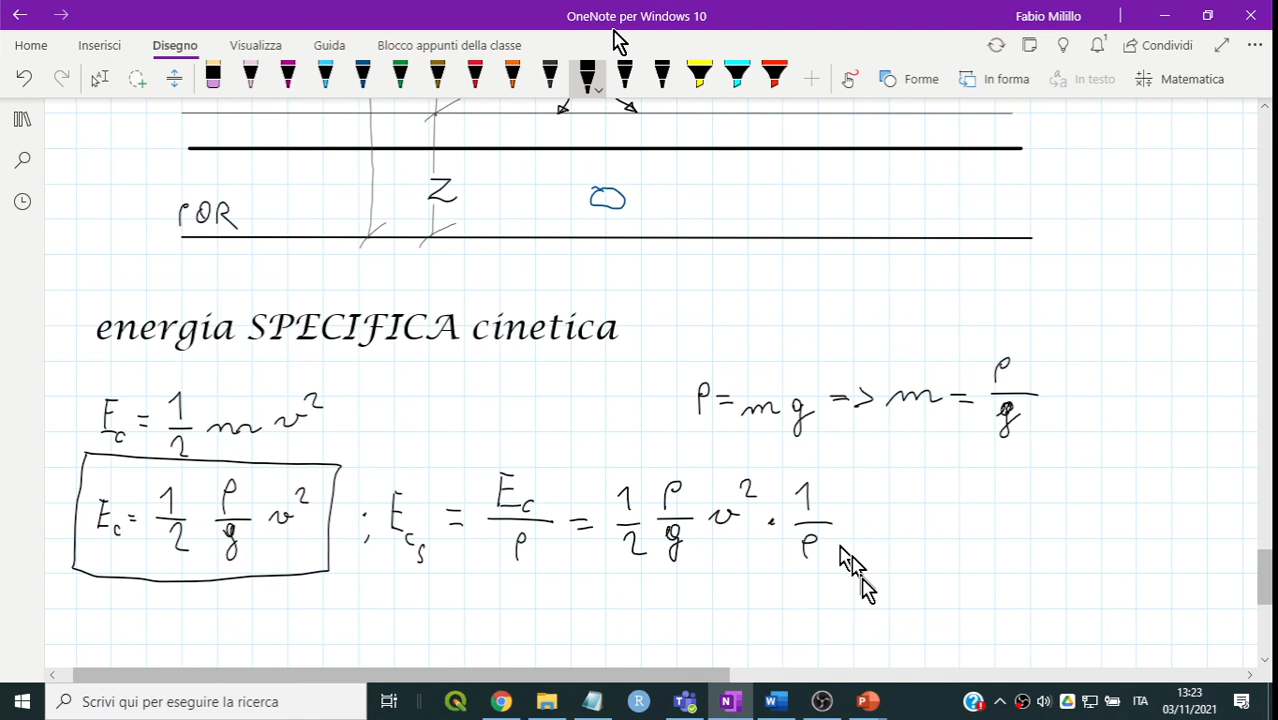 OneNote per Windows 10
Fabio Milillo
Home Inserisci Disegno Visualizza Guida Blocco appunti della classe
Condividi
Forme In forma In testo Matematica
Z
POR
energia SPECIFICA cinetica
P = mg => m = P/g
Ec = 1/2 m v²
Ec = 1/2 P/g v² ; Ecs = Ec/P = 1/2 P/g v² · 1/P
Scrivi qui per eseguire la ricerca
ITA
13:23
03/11/2021